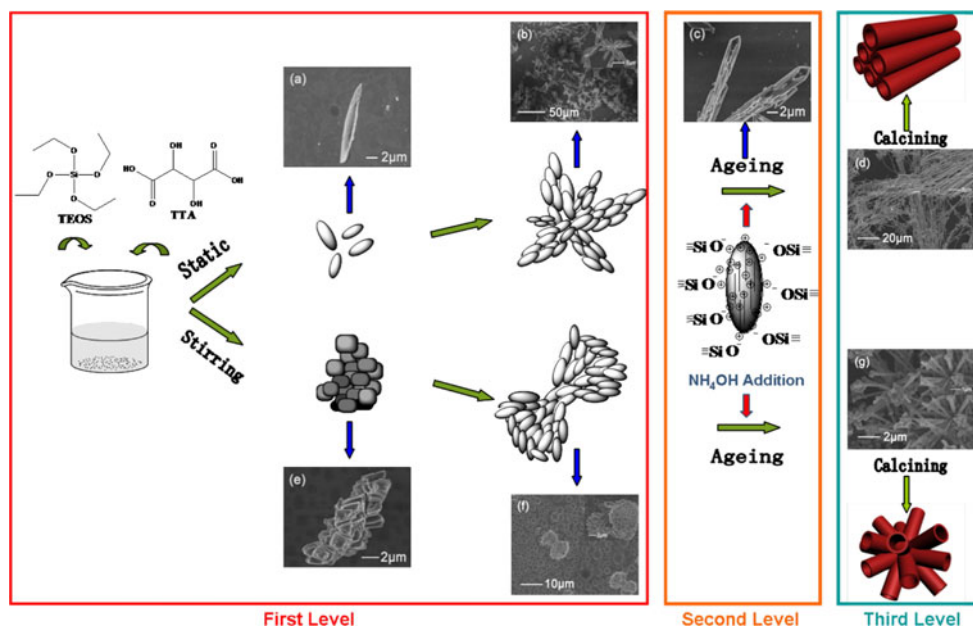 (a)
2μm
(b)
50μm
(c)
2μm
Calcining
(d)
20μm
O
O
Si
O
O
TEOS
OH
O
HO
OH
O
OH
TTA
Static
Stirring
Ageing
≡Si O⁻
⁻OSi≡
≡Si O⁻
⁻OSi≡
≡Si O⁻
⁻OSi≡
≡Si O⁻
NH₄OH Addition
Ageing
(e)
2μm
(f)
10μm
(g)
2μm
Calcining
First Level
Second Level
Third Level